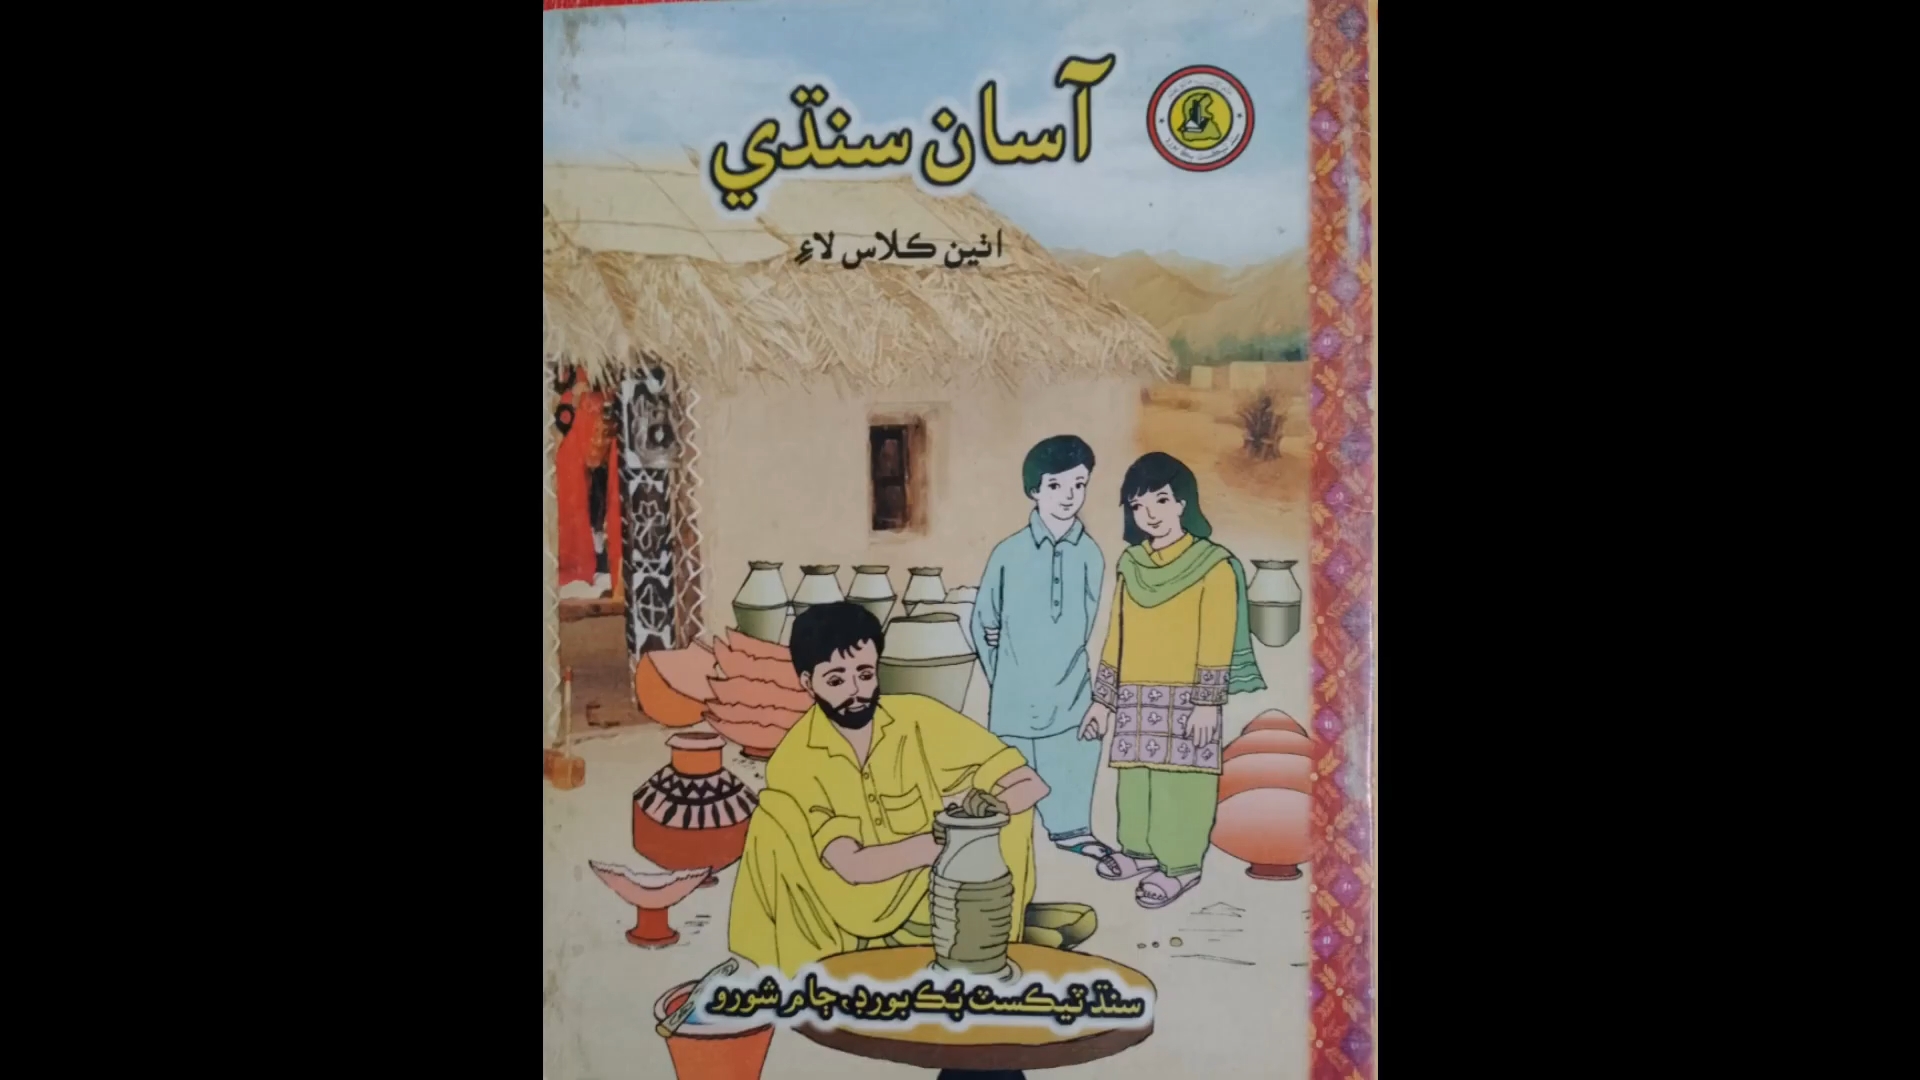 آسان سنڌي
اٺين ڪلاس لاءِ
سنڌ ٽيڪسٽ بُڪ بورڊ، ڄام شورو